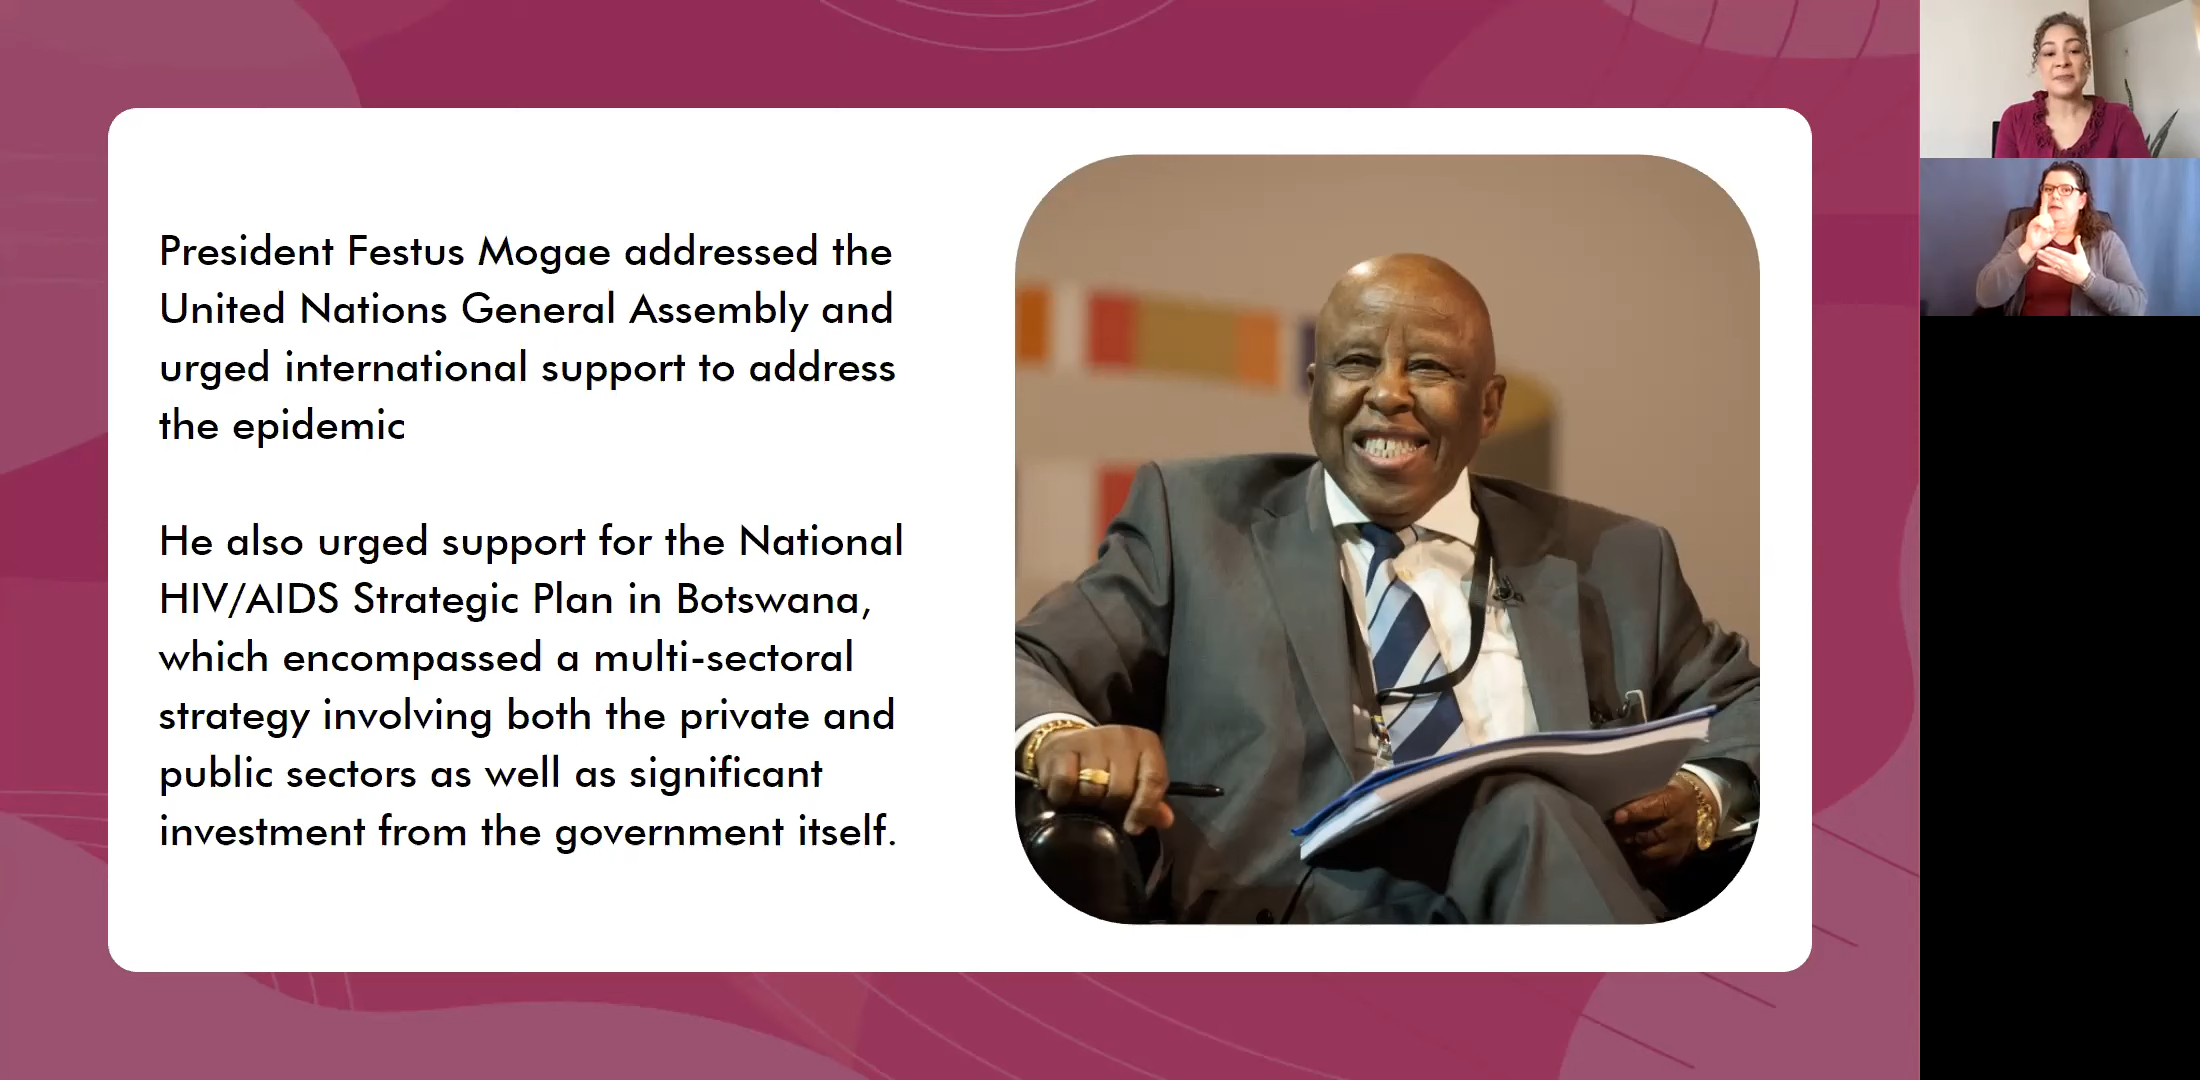 President Festus Mogae addressed the
United Nations General Assembly and
urged international support to address
the epidemic
He also urged support for the National
HIV/AIDS Strategic Plan in Botswana,
which encompassed a multi-sectoral
strategy involving both the private and
public sectors as well as significant
investment from the government itself.